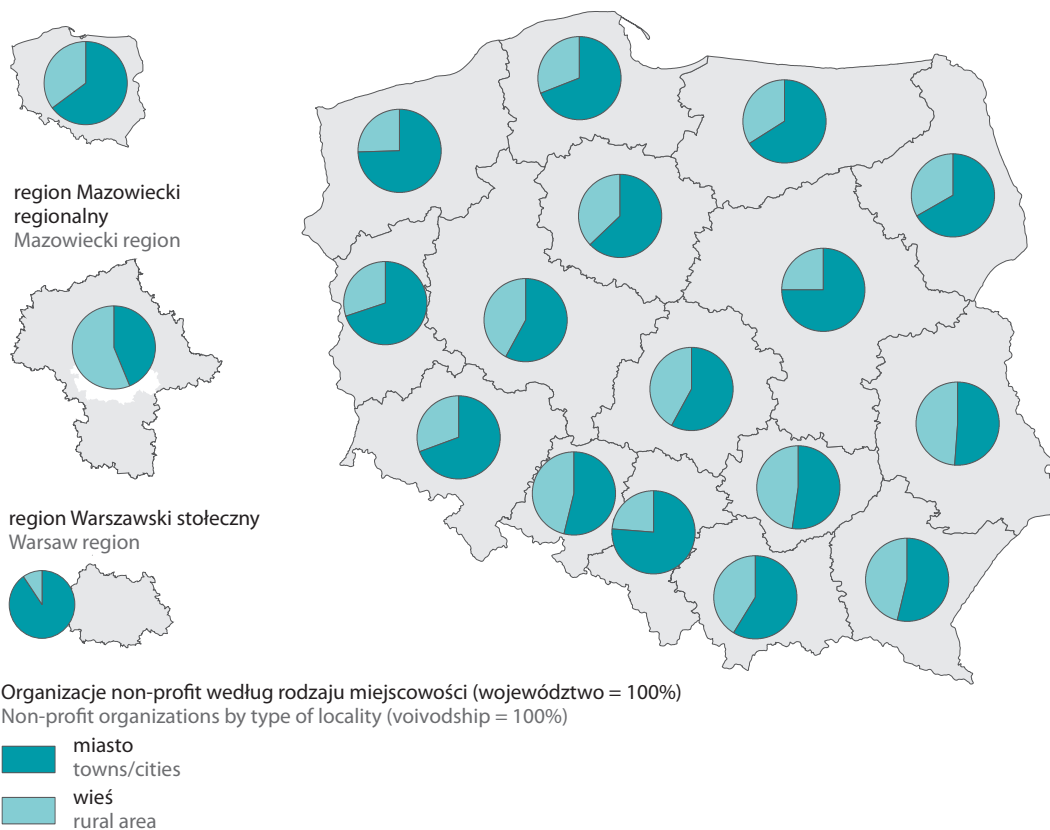 region Mazowiecki
regionalny
Mazowiecki region
region Warszawski stołeczny
Warsaw region
Organizacje non-profit według rodzaju miejscowości (województwo = 100%)
Non-profit organizations by type of locality (voivodship = 100%)
miasto
towns/cities
wieś
rural area